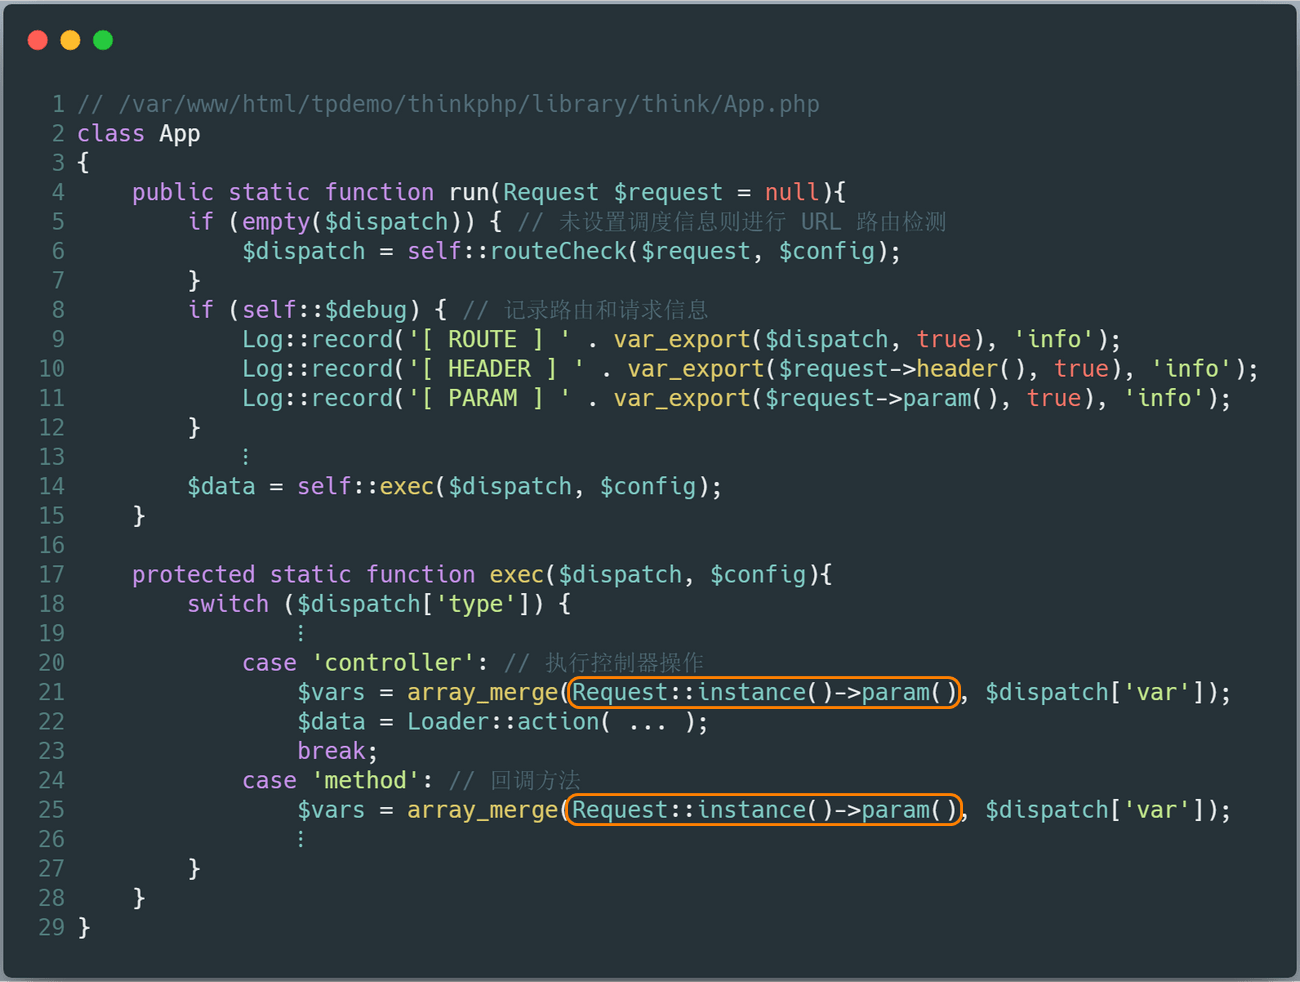 1 // /var/www/html/tpdemo/thinkphp/library/think/App.php
2 class App
3 {
4     public static function run(Request $request = null){
5         if (empty($dispatch)) { // 未设置调度信息则进行 URL 路由检测
6             $dispatch = self::routeCheck($request, $config);
7         }
8         if (self::$debug) { // 记录路由和请求信息
9             Log::record('[ ROUTE ] ' . var_export($dispatch, true), 'info');
10             Log::record('[ HEADER ] ' . var_export($request->header(), true), 'info');
11             Log::record('[ PARAM ] ' . var_export($request->param(), true), 'info');
12         }
13             ⋮
14         $data = self::exec($dispatch, $config);
15     }
16
17     protected static function exec($dispatch, $config){
18         switch ($dispatch['type']) {
19                 ⋮
20             case 'controller': // 执行控制器操作
21                 $vars = array_merge(Request::instance()->param(), $dispatch['var']);
22                 $data = Loader::action( ... );
23                 break;
24             case 'method': // 回调方法
25                 $vars = array_merge(Request::instance()->param(), $dispatch['var']);
26                 ⋮
27         }
28     }
29 }